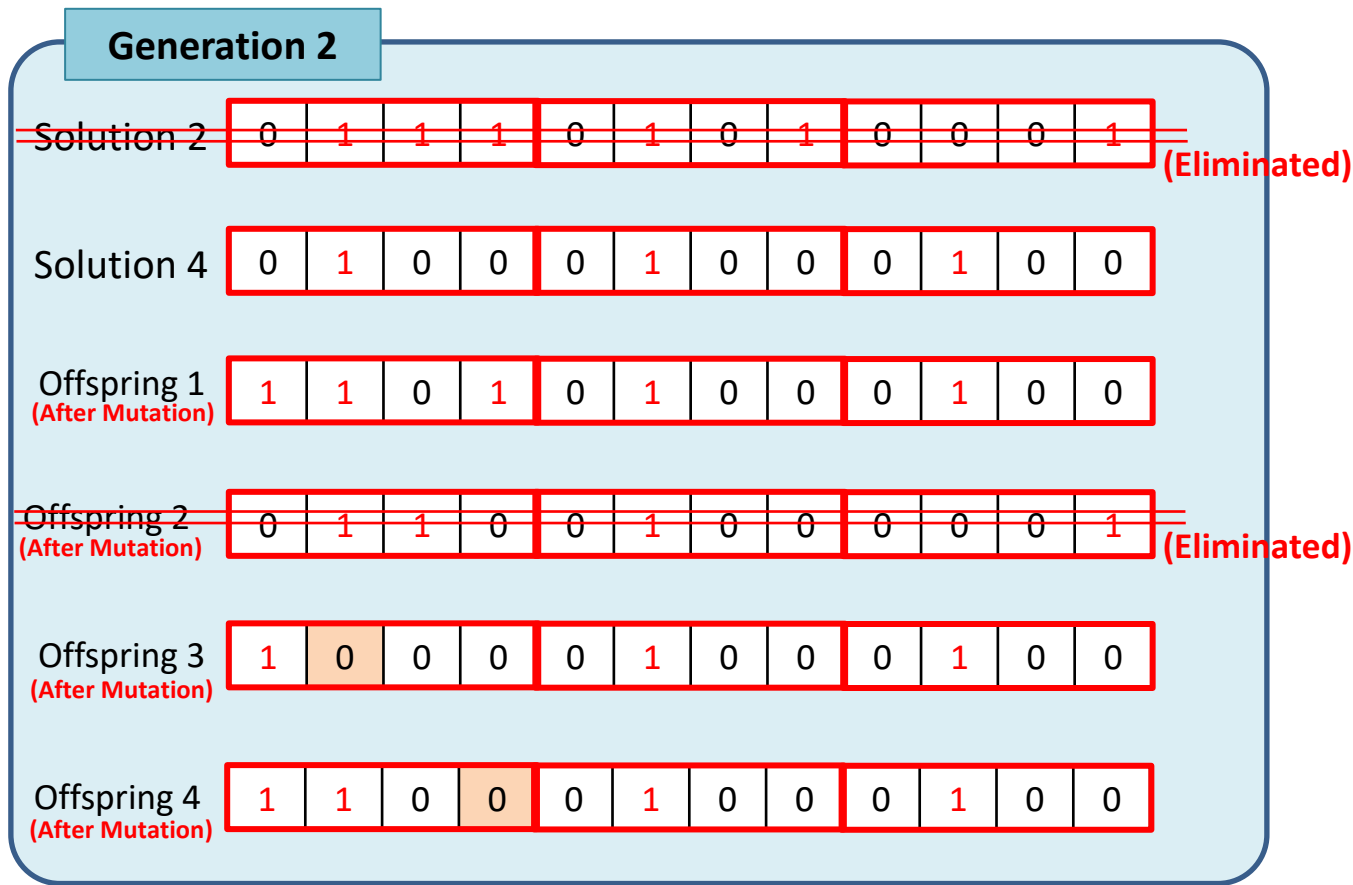 Generation 2
Solution 2 0 1 1 1 0 1 0 1 0 0 0 1
(Eliminated)
Solution 4 0 1 0 0 0 1 0 0 0 1 0 0
Offspring 1 1 1 0 1 0 1 0 0 0 1 0 0
(After Mutation)
Offspring 2 0 1 1 0 0 1 0 0 0 0 0 1
(After Mutation) (Eliminated)
Offspring 3 1 0 0 0 0 1 0 0 0 1 0 0
(After Mutation)
Offspring 4 1 1 0 0 0 1 0 0 0 1 0 0
(After Mutation)